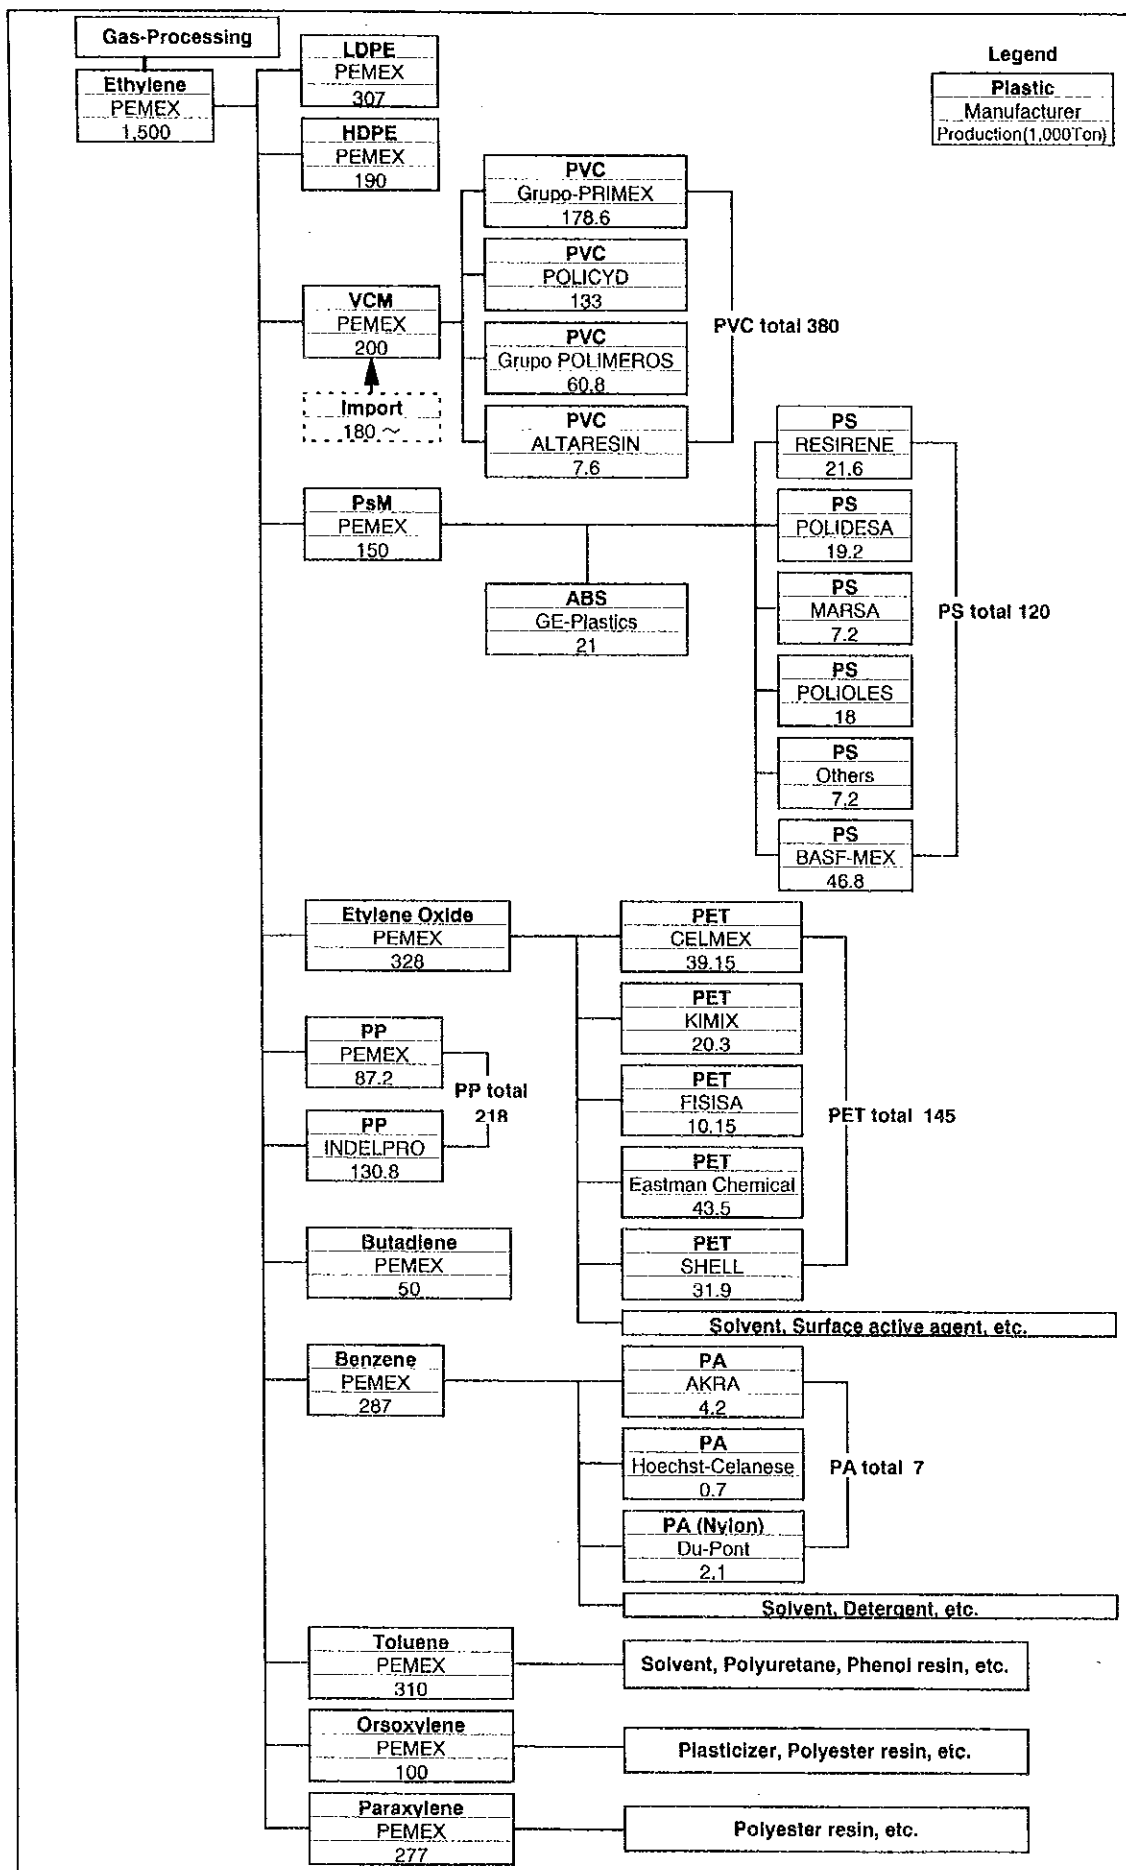 Gas-Processing
Ethylene
PEMEX
1,500
LDPE
PEMEX
307
HDPE
PEMEX
190
Legend
Plastic
Manufacturer
Production(1,000Ton)
VCM
PEMEX
200
Import
180 ~
PVC
Grupo-PRIMEX
178.6
PVC
POLICYD
133
PVC
Grupo POLIMEROS
60.8
PVC
ALTARESIN
7.6
PVC total 380
PsM
PEMEX
150
ABS
GE-Plastics
21
PS
RESIRENE
21.6
PS
POLIDESA
19.2
PS
MARSA
7.2
PS
POLIOLES
18
PS
Others
7.2
PS
BASF-MEX
46.8
PS total 120
Etylene Oxide
PEMEX
328
PET
CELMEX
39.15
PET
KIMIX
20.3
PET
FISISA
10.15
PET
Eastman Chemical
43.5
PET
SHELL
31.9
PET total 145
Solvent, Surface active agent, etc.
PP
PEMEX
87.2
PP
INDELPRO
130.8
PP total
218
Butadiene
PEMEX
50
Benzene
PEMEX
287
PA
AKRA
4.2
PA
Hoechst-Celanese
0.7
PA (Nylon)
Du-Pont
2.1
PA total 7
Solvent, Detergent, etc.
Toluene
PEMEX
310
Solvent, Polyuretane, Phenol resin, etc.
Orsoxylene
PEMEX
100
Plasticizer, Polyester resin, etc.
Paraxylene
PEMEX
277
Polyester resin, etc.